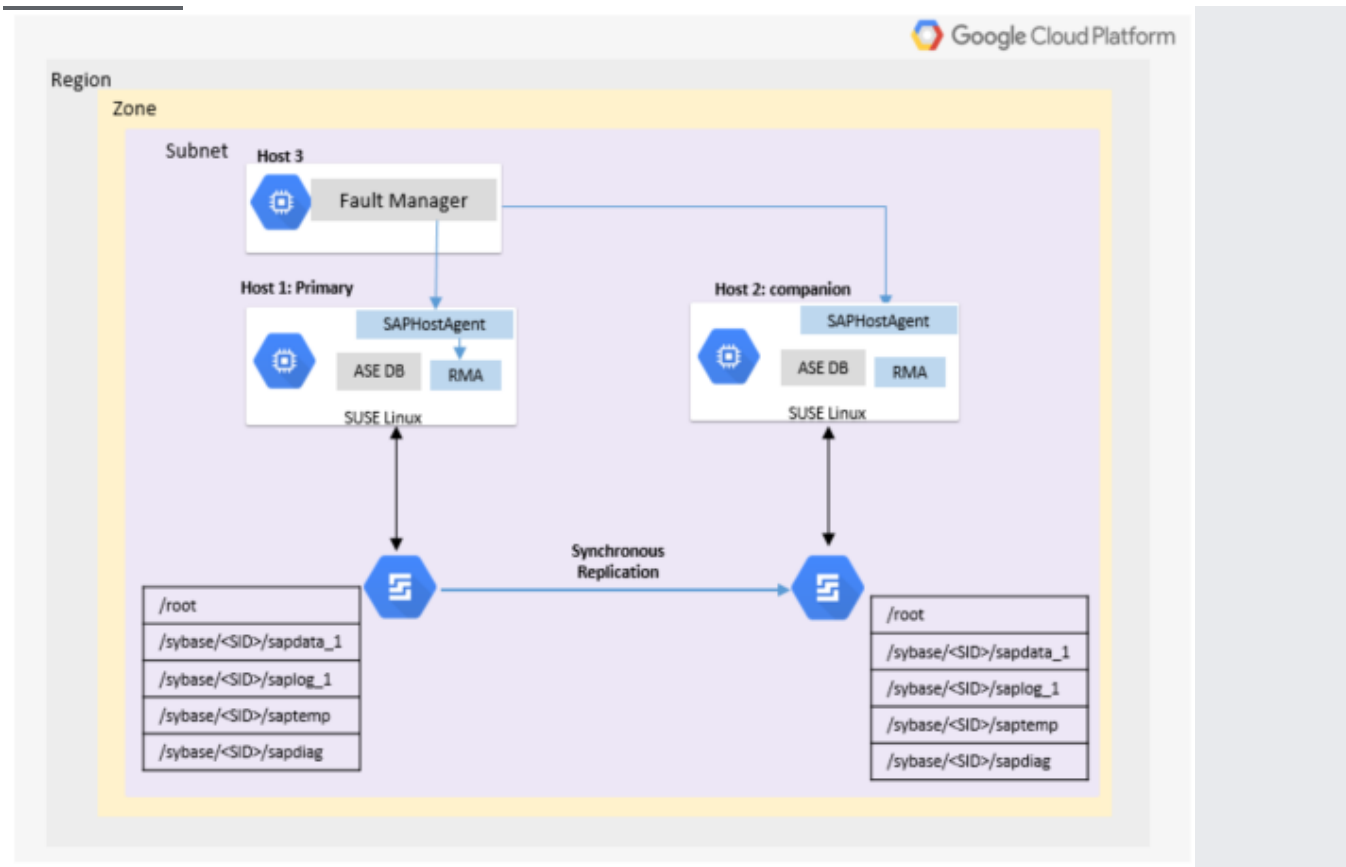 Google Cloud Platform
Region
Zone
Subnet
Host 3
Fault Manager
Host 1: Primary
SAPHostAgent
ASE DB
RMA
SUSE Linux
Host 2: companion
SAPHostAgent
ASE DB
RMA
SUSE Linux
Synchronous
Replication
/root
/sybase/<SID>/sapdata_1
/sybase/<SID>/saplog_1
/sybase/<SID>/saptemp
/sybase/<SID>/sapdiag
/root
/sybase/<SID>/sapdata_1
/sybase/<SID>/saplog_1
/sybase/<SID>/saptemp
/sybase/<SID>/sapdiag